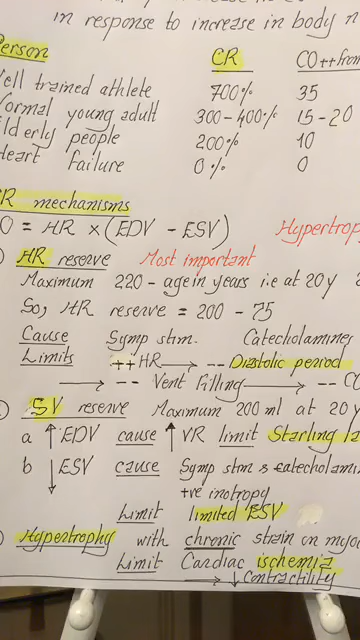 in response to increase in body n
Person CR CO++ from
Well trained athlete 700% 35
Normal young adult 300-400% 15-20
Elderly people 200% 10
Heart Failure 0% 0
CR mechanisms
CO = HR × (EDV - ESV) Hypertrop
HR reserve Most important
Maximum 220 - age in years i.e at 20 y
So, HR reserve = 200 - 75
Cause Symp stm. Catecholamines
Limits ++HR → -- Diastolic period
→ -- Vent Filling → -- CO
SV reserve Maximum 200 ml at 20 y
a ↑ EDV cause ↑ VR limit Starling la
b ↓ ESV cause Symp stm & catecholami
+ve inotropy
Limit limited ESV
Hypertrophy with chronic strain on myoc
Limit Cardiac ischemia
→ ↓ contractility